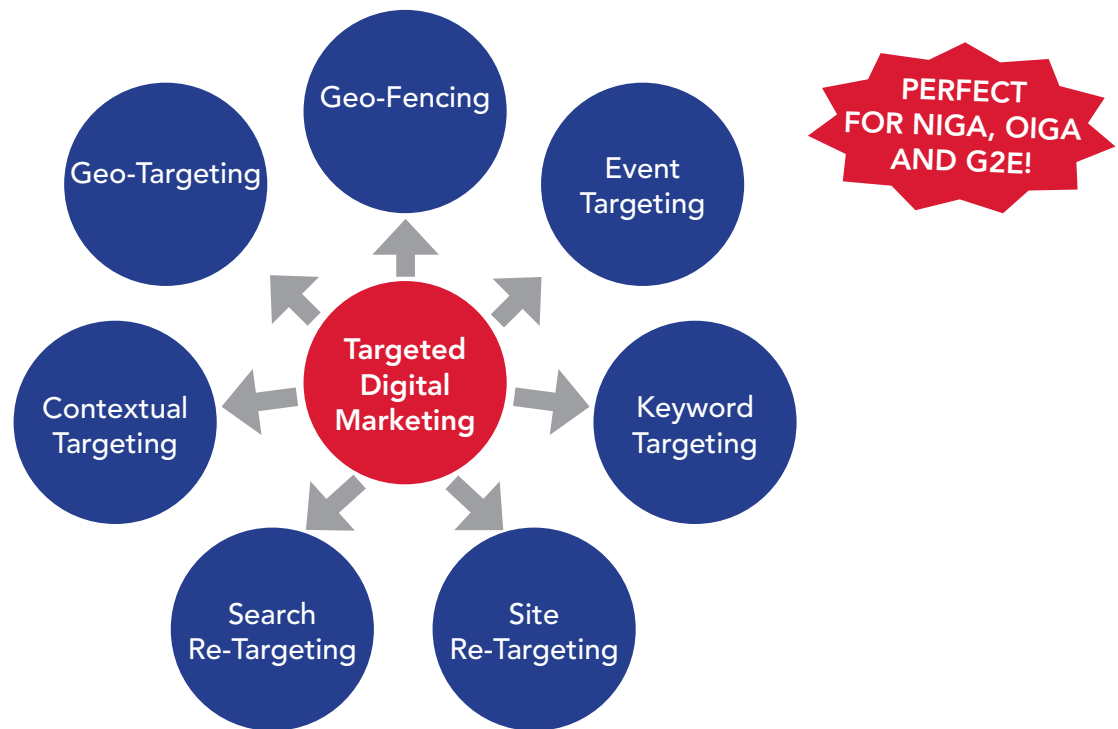 Geo-Fencing
PERFECT
FOR NIGA, OIGA
AND G2E!
Geo-Targeting
Event
Targeting
Targeted
Digital
Marketing
Contextual
Targeting
Keyword
Targeting
Search
Re-Targeting
Site
Re-Targeting